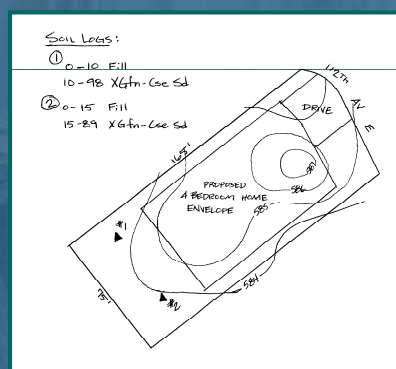 SOIL LOGS:
① 0-10 Fill
10-98 XGfn-Cse Sd
② 0-15 Fill
15-89 XGfn-Cse Sd
112TH AV E
DRIVE
165'
587
586
PROPOSED
4 BEDROOM HOME
ENVELOPE
585
#1
#2
584
75'